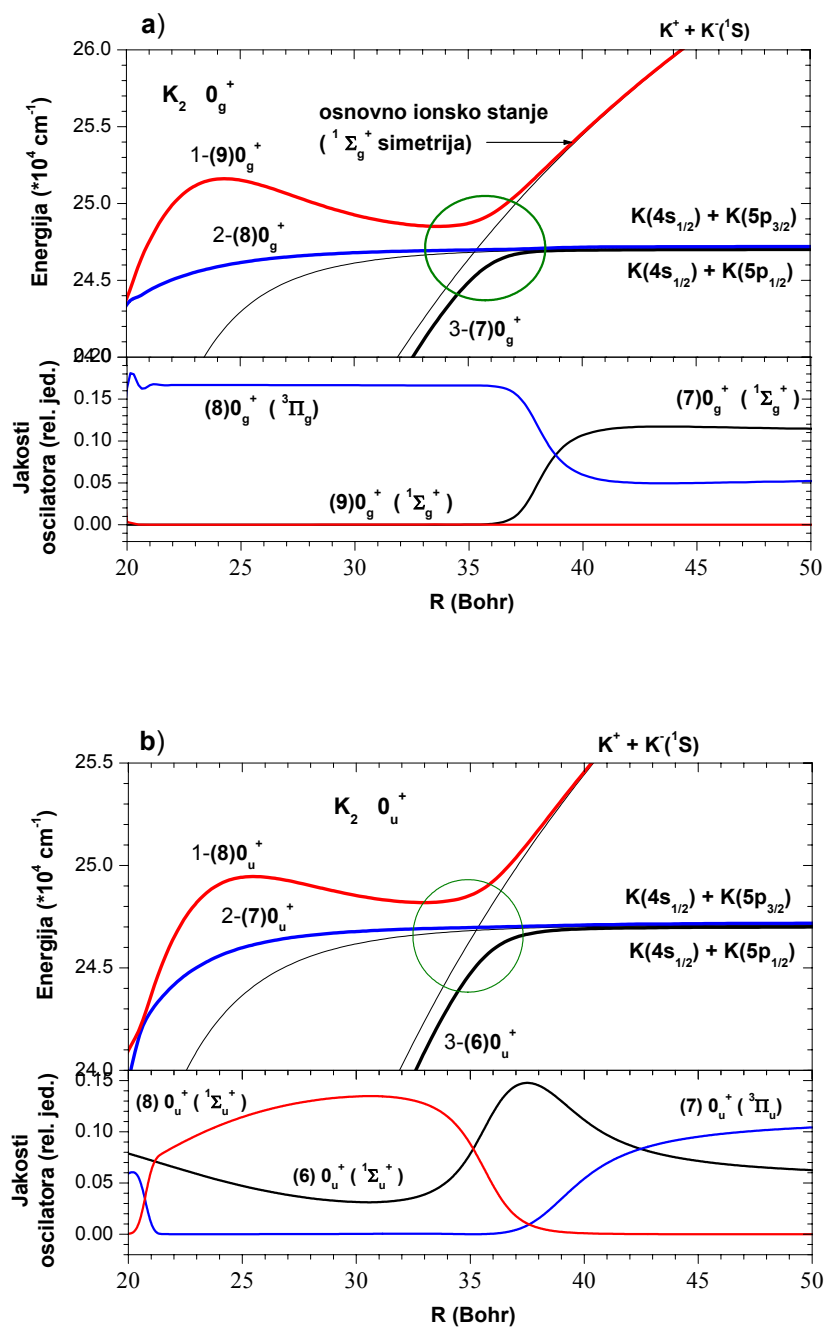 a)
K⁺ + K⁻(¹S)
26.0
K₂ 0g⁺
osnovno ionsko stanje
( ¹ Σg⁺ simetrija)
25.5
1-(9)0g⁺
25.0
K(4s1/2) + K(5p3/2)
2-(8)0g⁺
24.5
K(4s1/2) + K(5p1/2)
3-(7)0g⁺
Energija (*10⁴ cm⁻¹)
24.0
0.15
(8)0g⁺ ( ³Πg)
(7)0g⁺ ( ¹Σg⁺)
0.10
0.05
(9)0g⁺ ( ¹Σg⁺)
0.00
Jakosti
oscilatora (rel. jed.)
20 25 30 35 40 45 50
R (Bohr)
b)
K⁺ + K⁻(¹S)
25.5
K₂ 0u⁺
1-(8)0u⁺
25.0
K(4s1/2) + K(5p3/2)
2-(7)0u⁺
K(4s1/2) + K(5p1/2)
24.5
3-(6)0u⁺
Energija (*10⁴ cm⁻¹)
24.0
0.15
(8) 0u⁺ ( ¹Σu⁺)
(7) 0u⁺ ( ³Πu)
0.10
(6) 0u⁺ ( ¹Σu⁺)
0.05
0.00
Jakosti
oscilatora (rel. jed.)
20 25 30 35 40 45 50
R (Bohr)